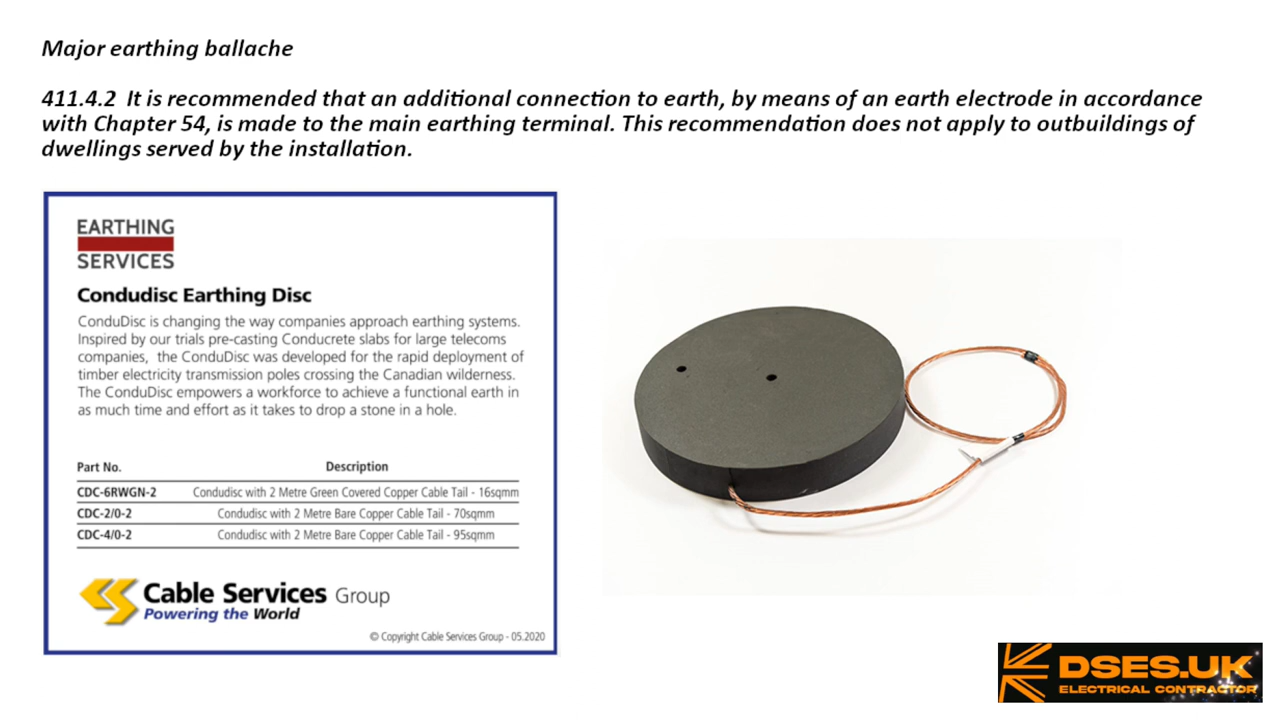 Major earthing ballache
411.4.2  It is recommended that an additional connection to earth, by means of an earth electrode in accordance
with Chapter 54, is made to the main earthing terminal. This recommendation does not apply to outbuildings of
dwellings served by the installation.
EARTHING
SERVICES
Condudisc Earthing Disc
ConduDisc is changing the way companies approach earthing systems.
Inspired by our trials pre-casting Conducrete slabs for large telecoms
companies,  the ConduDisc was developed for the rapid deployment of
timber electricity transmission poles crossing the Canadian wilderness.
The ConduDisc empowers a workforce to achieve a functional earth in
as much time and effort as it takes to drop a stone in a hole.
Part No. Description
CDC-6RWGN-2 Condudisc with 2 Metre Green Covered Copper Cable Tail - 16sqmm
CDC-2/0-2 Condudisc with 2 Metre Bare Copper Cable Tail - 70sqmm
CDC-4/0-2 Condudisc with 2 Metre Bare Copper Cable Tail - 95sqmm
Cable Services Group
Powering the World
© Copyright Cable Services Group - 05.2020
DSES.UK
ELECTRICAL CONTRACTOR